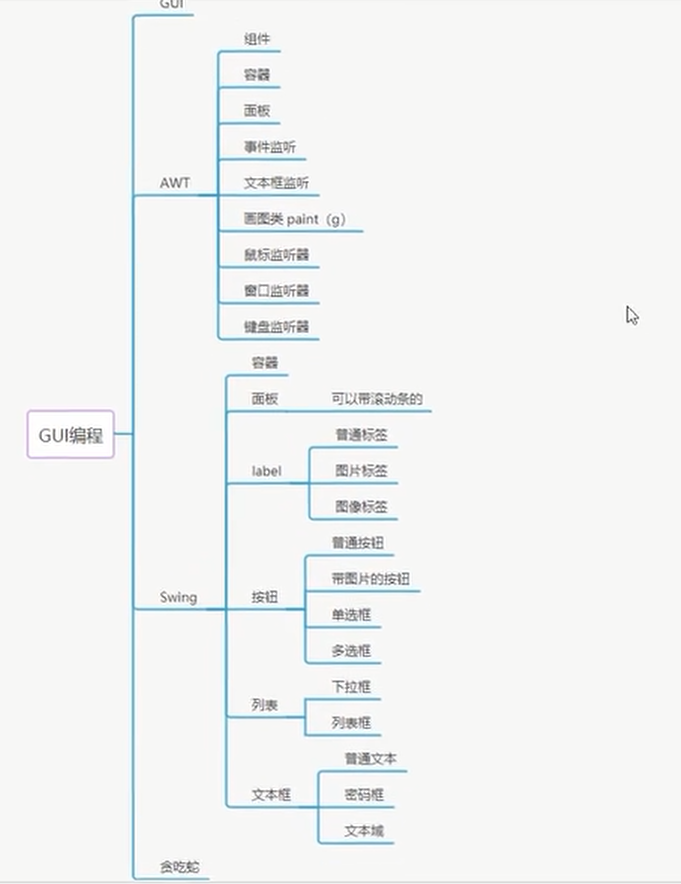 GUI
组件
容器
面板
事件监听
AWT
文本框监听
画图类 paint（g）
鼠标监听器
窗口监听器
键盘监听器
容器
面板
可以带滚动条的
GUI编程
普通标签
label
图片标签
图像标签
普通按钮
带图片的按钮
Swing
按钮
单选框
多选框
下拉框
列表
列表框
普通文本
文本框
密码框
文本域
贪吃蛇